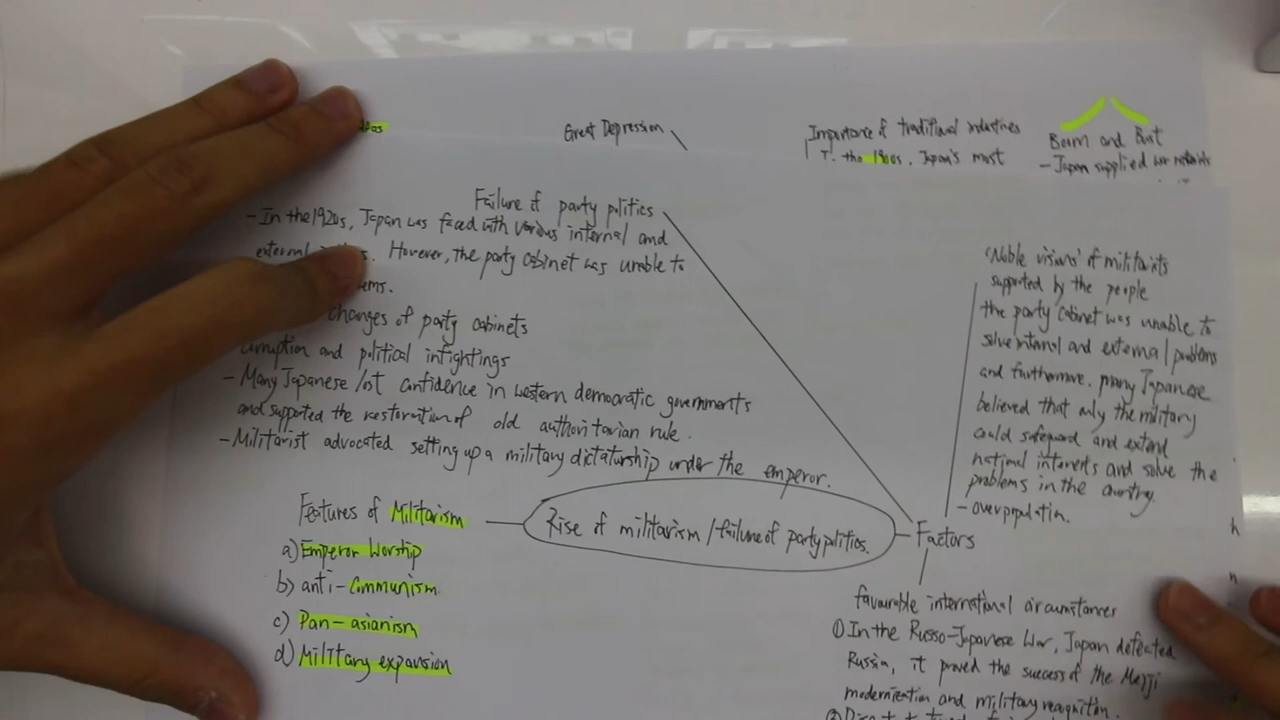 Great Depression
Importance of traditional industries
the 1900s, Japan's most
Boom and Bust
- Japan supplied war materials
Failure of party politics
- In the 1920s, Japan was faced with various internal and
external. However, the party cabinet was unable to
changes of party cabinets
corruption and political infightings
- Many Japanese lost confidence in western democratic governments
and supported the restoration of old authoritarian rule.
- Militarist advocated setting up a military dictatorship under the emperor.
'Noble visions' of militarists
supported by the people
the party cabinet was unable to
solve internal and external problems
and furthermore, many Japanese
believed that only the military
could safeguard and extend
national interests and solve the
problems in the country.
- overpopulation.
Features of Militarism
a) Emperor Worship
b) anti-communism
c) Pan-asianism
d) Military expansion
Rise of militarism / failure of party politics.
Factors
favourable international circumstances
① In the Russo-Japanese War, Japan defeated
Russia, it proved the success of the Meiji
modernization and military recognition.